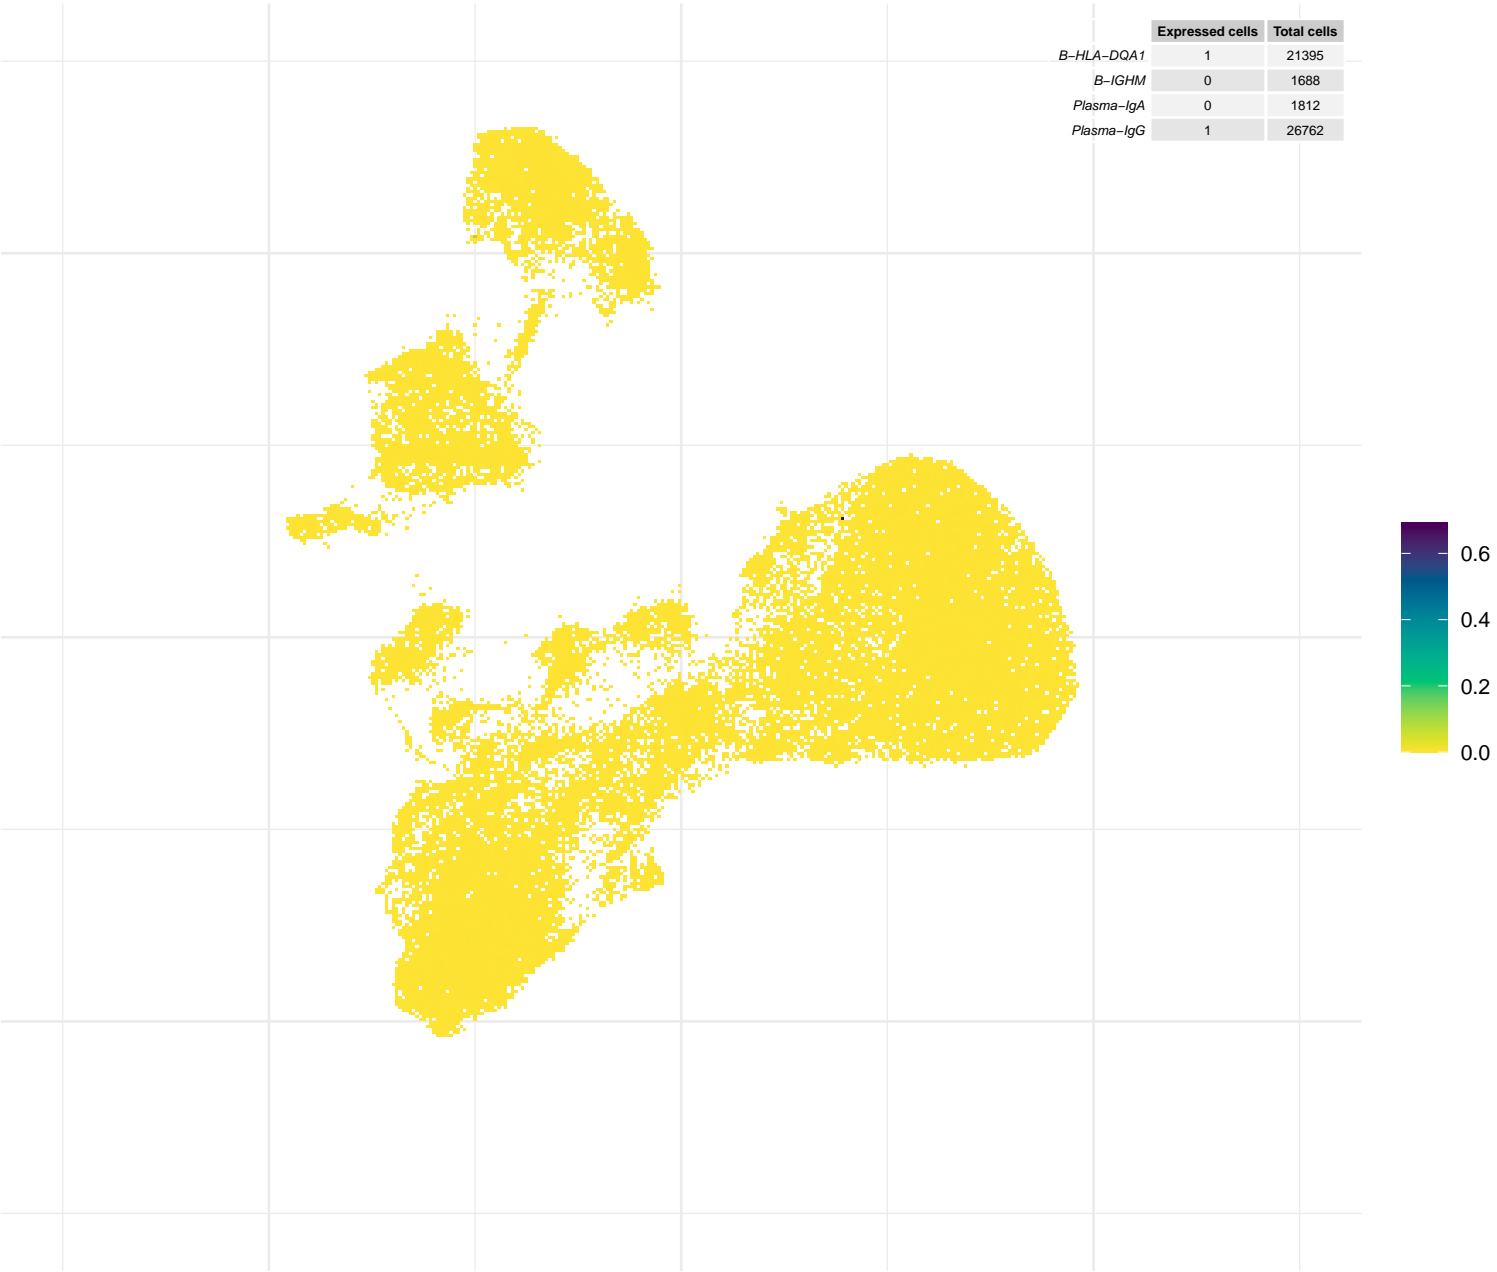 Expressed cells Total cells
B−HLA−DQA1 1 21395
B−IGHM 0 1688
Plasma−IgA 0 1812
Plasma−IgG 1 26762
0.6
0.4
0.2
0.0